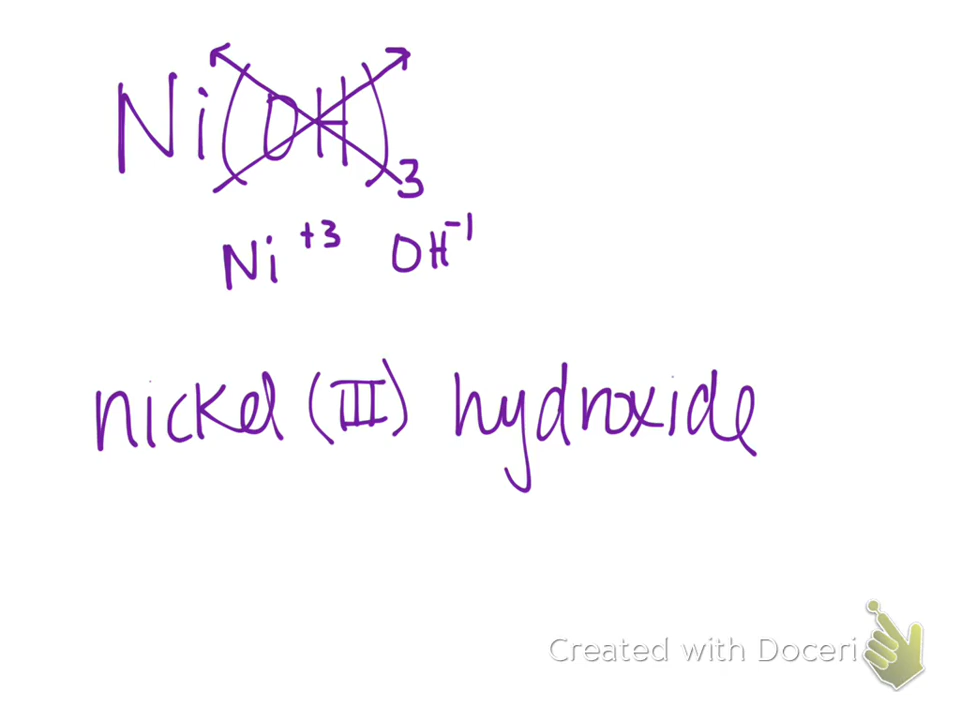 Ni(OH)3
Ni +3 OH -1
nickel (III) hydroxide
Created with Doceri